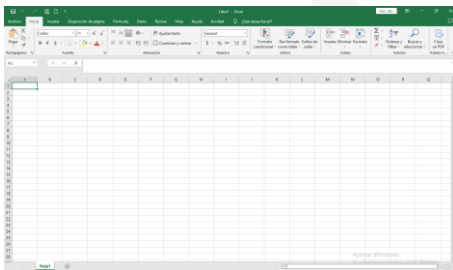 Libro1 - Excel
Archivo Inicio Insertar Disposición de página Fórmulas Datos Revisar Vista Ayuda Acrobat ¿Qué desea hacer?
Calibri
Ajustar texto
General
Pegar
N K S
Combinar y centrar
Formato condicional
Dar formato como tabla
Estilos de celda
Insertar Eliminar Formato
Ordenar y filtrar
Buscar y seleccionar
Crear un PDF
Portapapeles Fuente Alineación Número Estilos Celdas Edición
A1
A B C D E F G H I J K L M N O P Q
1
2
3
4
5
6
7
8
9
10
11
12
13
14
15
16
17
18
19
20
21
22
23
24
25
26
27
28
Activar Windows
Hoja1